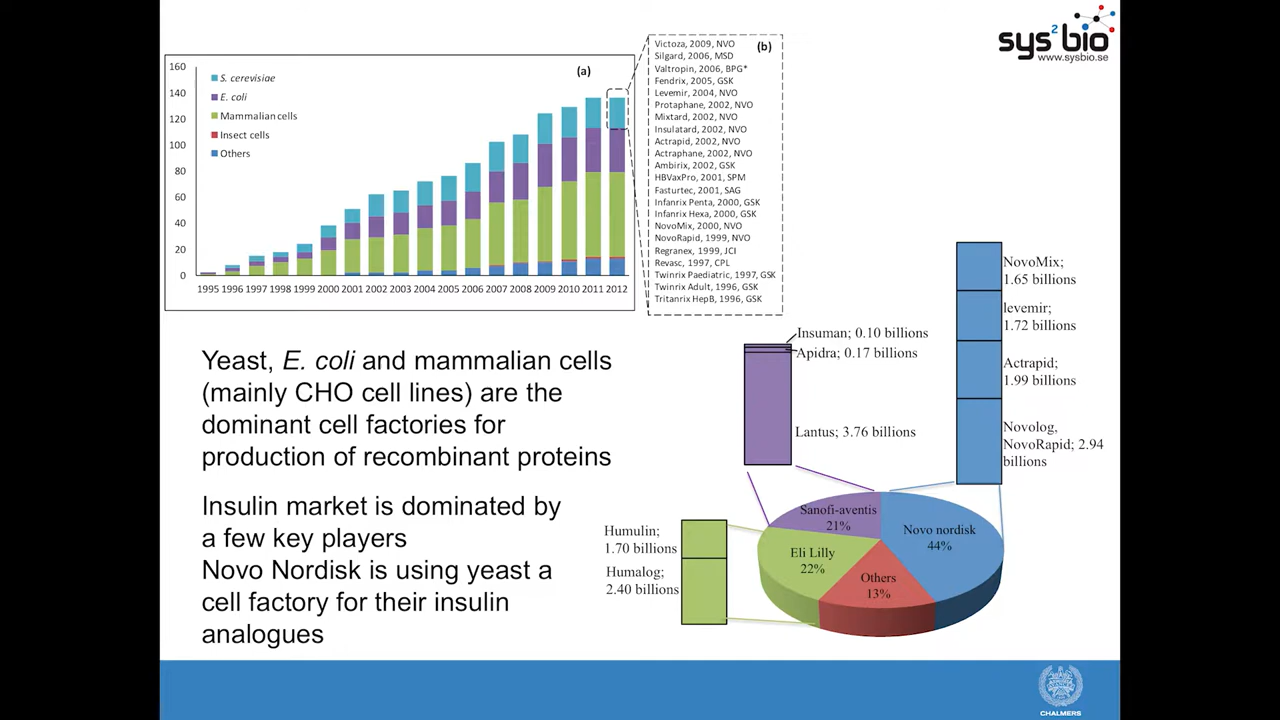 sys2bio
www.sysbio.se
(a)
160
140
120
100
80
60
40
20
0
S. cerevisiae
E. coli
Mammalian cells
Insect cells
Others
1995 1996 1997 1998 1999 2000 2001 2002 2003 2004 2005 2006 2007 2008 2009 2010 2011 2012
(b)
Victoza, 2009, NVO
Silgard, 2006, MSD
Valtropin, 2006, BPG*
Fendrix, 2005, GSK
Levemir, 2004, NVO
Protaphane, 2002, NVO
Mixtard, 2002, NVO
Insulatard, 2002, NVO
Actrapid, 2002, NVO
Actraphane, 2002, NVO
Ambirix, 2002, GSK
HBVaxPro, 2001, SPM
Fasturtec, 2001, SAG
Infanrix Penta, 2000, GSK
Infanrix Hexa, 2000, GSK
NovoMix, 2000, NVO
NovoRapid, 1999, NVO
Regranex, 1999, JCI
Revasc, 1997, CPL
Twinrix Paediatric, 1997, GSK
Twinrix Adult, 1996, GSK
Tritanrix HepB, 1996, GSK
Yeast, E. coli and mammalian cells
(mainly CHO cell lines) are the
dominant cell factories for
production of recombinant proteins
Insulin market is dominated by
a few key players
Novo Nordisk is using yeast a
cell factory for their insulin
analogues
Insuman; 0.10 billions
Apidra; 0.17 billions
Lantus; 3.76 billions
NovoMix;
1.65 billions
levemir;
1.72 billions
Actrapid;
1.99 billions
Novolog,
NovoRapid; 2.94
billions
Humulin;
1.70 billions
Humalog;
2.40 billions
Sanofi-aventis
21%
Novo nordisk
44%
Eli Lilly
22%
Others
13%
CHALMERS